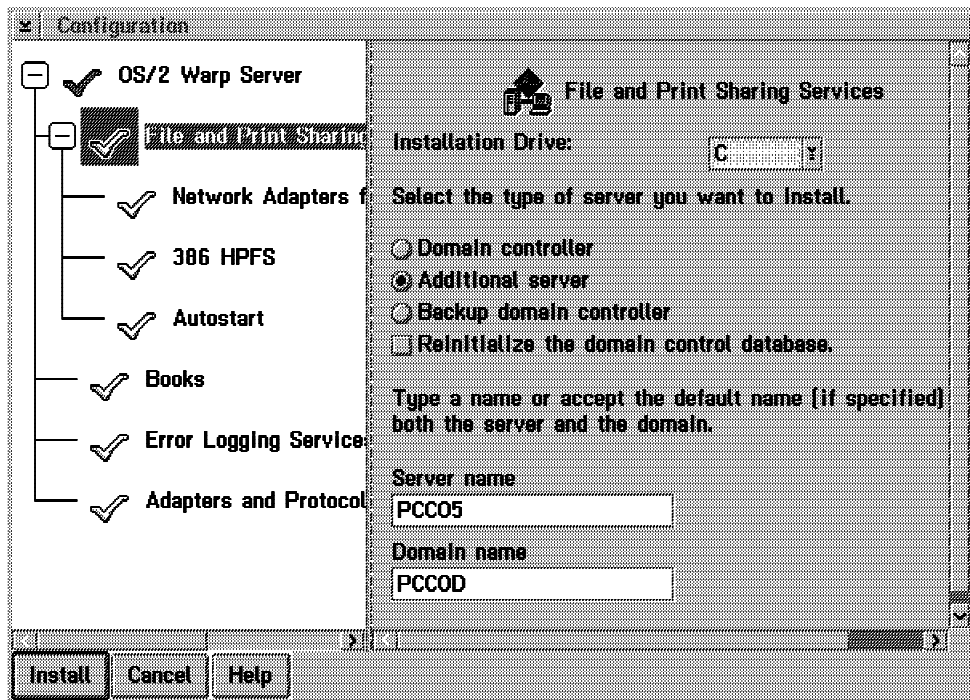 Configuration
OS/2 Warp Server
File and Print Sharing
Network Adapters f
386 HPFS
Autostart
Books
Error Logging Service
Adapters and Protocol
File and Print Sharing Services
Installation Drive:
C
Select the type of server you want to install.
Domain controller
Additional server
Backup domain controller
Reinitialize the domain control database.
Type a name or accept the default name (if specified)
both the server and the domain.
Server name
PCCO5
Domain name
PCCOD
Install Cancel Help